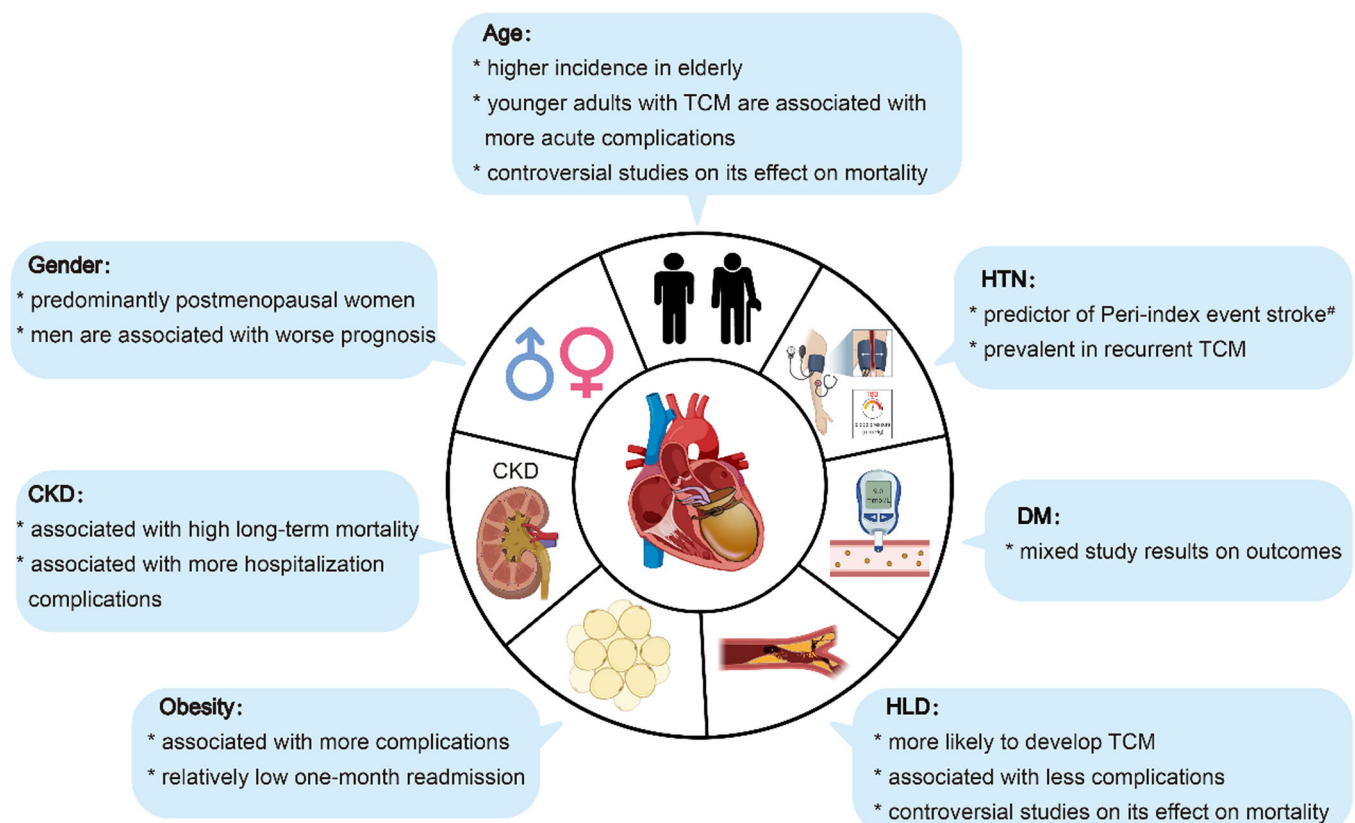 Age:
* higher incidence in elderly
* younger adults with TCM are associated with
more acute complications
* controversial studies on its effect on mortality
Gender:
* predominantly postmenopausal women
* men are associated with worse prognosis
HTN:
* predictor of Peri-index event stroke#
* prevalent in recurrent TCM
CKD
CKD:
* associated with high long-term mortality
* associated with more hospitalization
complications
9.0
mmol/L
DM:
* mixed study results on outcomes
Obesity:
* associated with more complications
* relatively low one-month readmission
HLD:
* more likely to develop TCM
* associated with less complications
* controversial studies on its effect on mortality